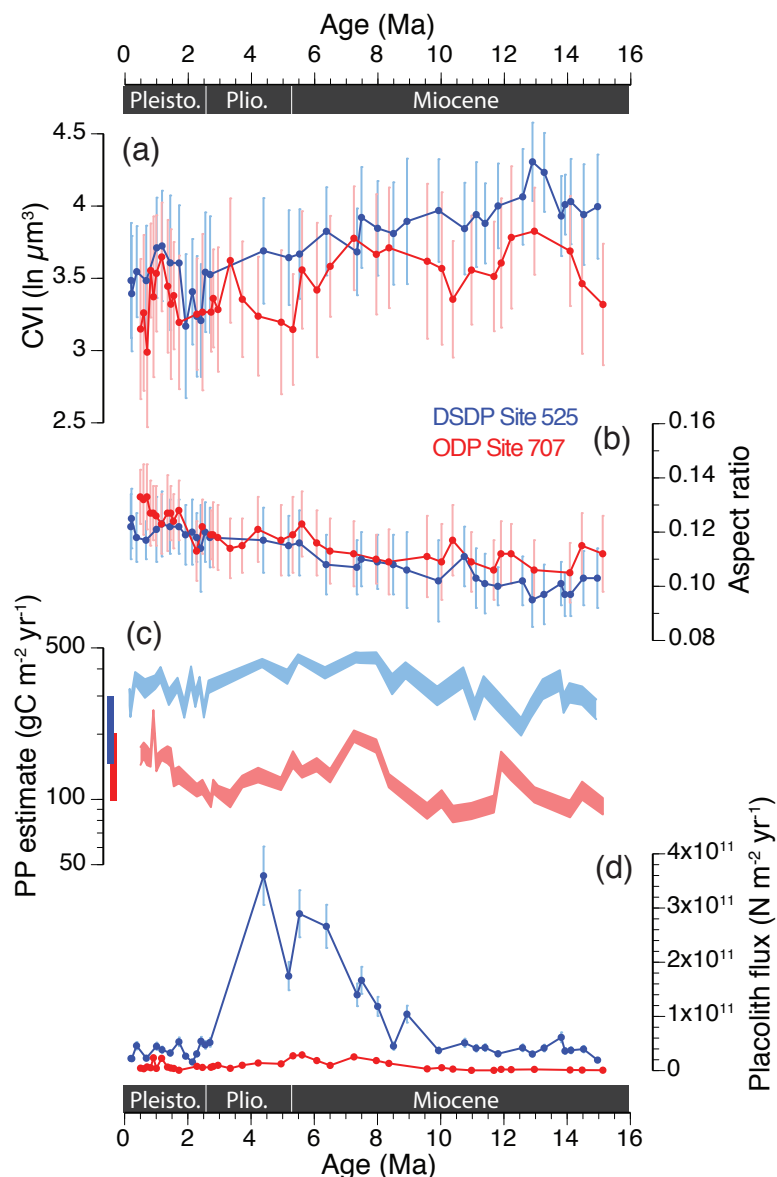 Age (Ma)
0 2 4 6 8 10 12 14 16
Pleisto. Plio. Miocene
(a)
4.5
4
3.5
3
2.5
CVI (ln µm³)
DSDP Site 525
ODP Site 707
(b)
0.16
0.14
0.12
0.10
0.08
Aspect ratio
(c)
500
100
50
PP estimate (gC m⁻² yr⁻¹)
(d)
4x10¹¹
3x10¹¹
2x10¹¹
1x10¹¹
0
Placolith flux (N m⁻² yr⁻¹)
Pleisto. Plio. Miocene
0 2 4 6 8 10 12 14 16
Age (Ma)